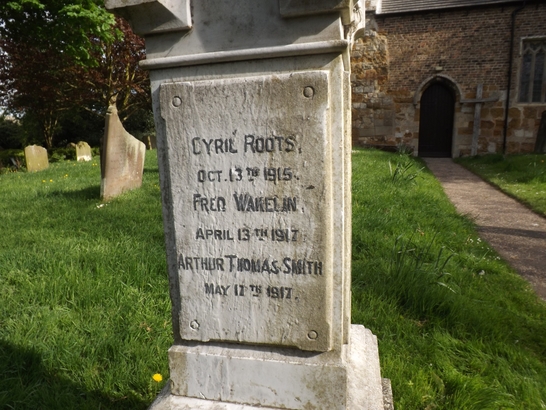 CYRIL ROOTS,
OCT. 13TH 1915.
FRED WAKELIN,
APRIL 13TH 1917.
ARTHUR THOMAS SMITH
MAY 17TH 1917.